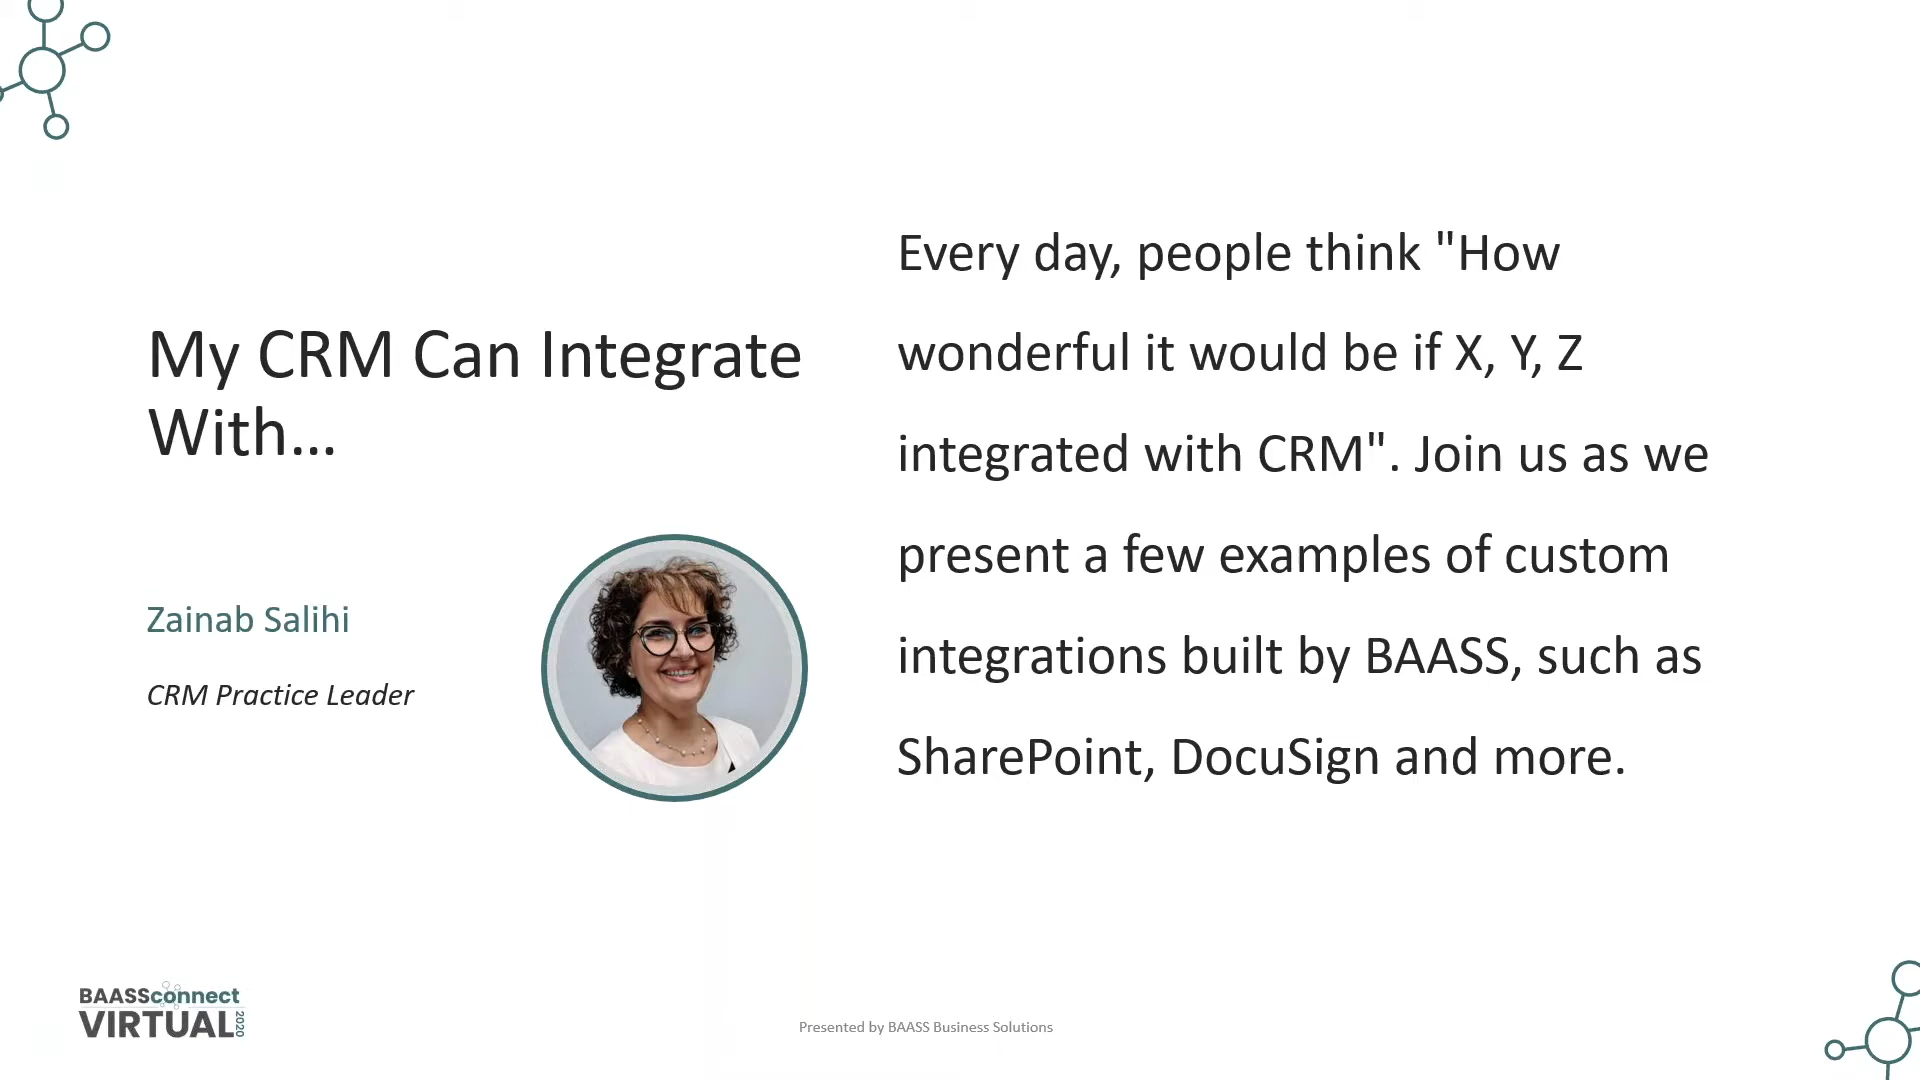 My CRM Can Integrate
With...
Zainab Salihi
CRM Practice Leader
Every day, people think "How
wonderful it would be if X, Y, Z
integrated with CRM". Join us as we
present a few examples of custom
integrations built by BAASS, such as
SharePoint, DocuSign and more.
BAASSconnect
VIRTUAL 2020
Presented by BAASS Business Solutions